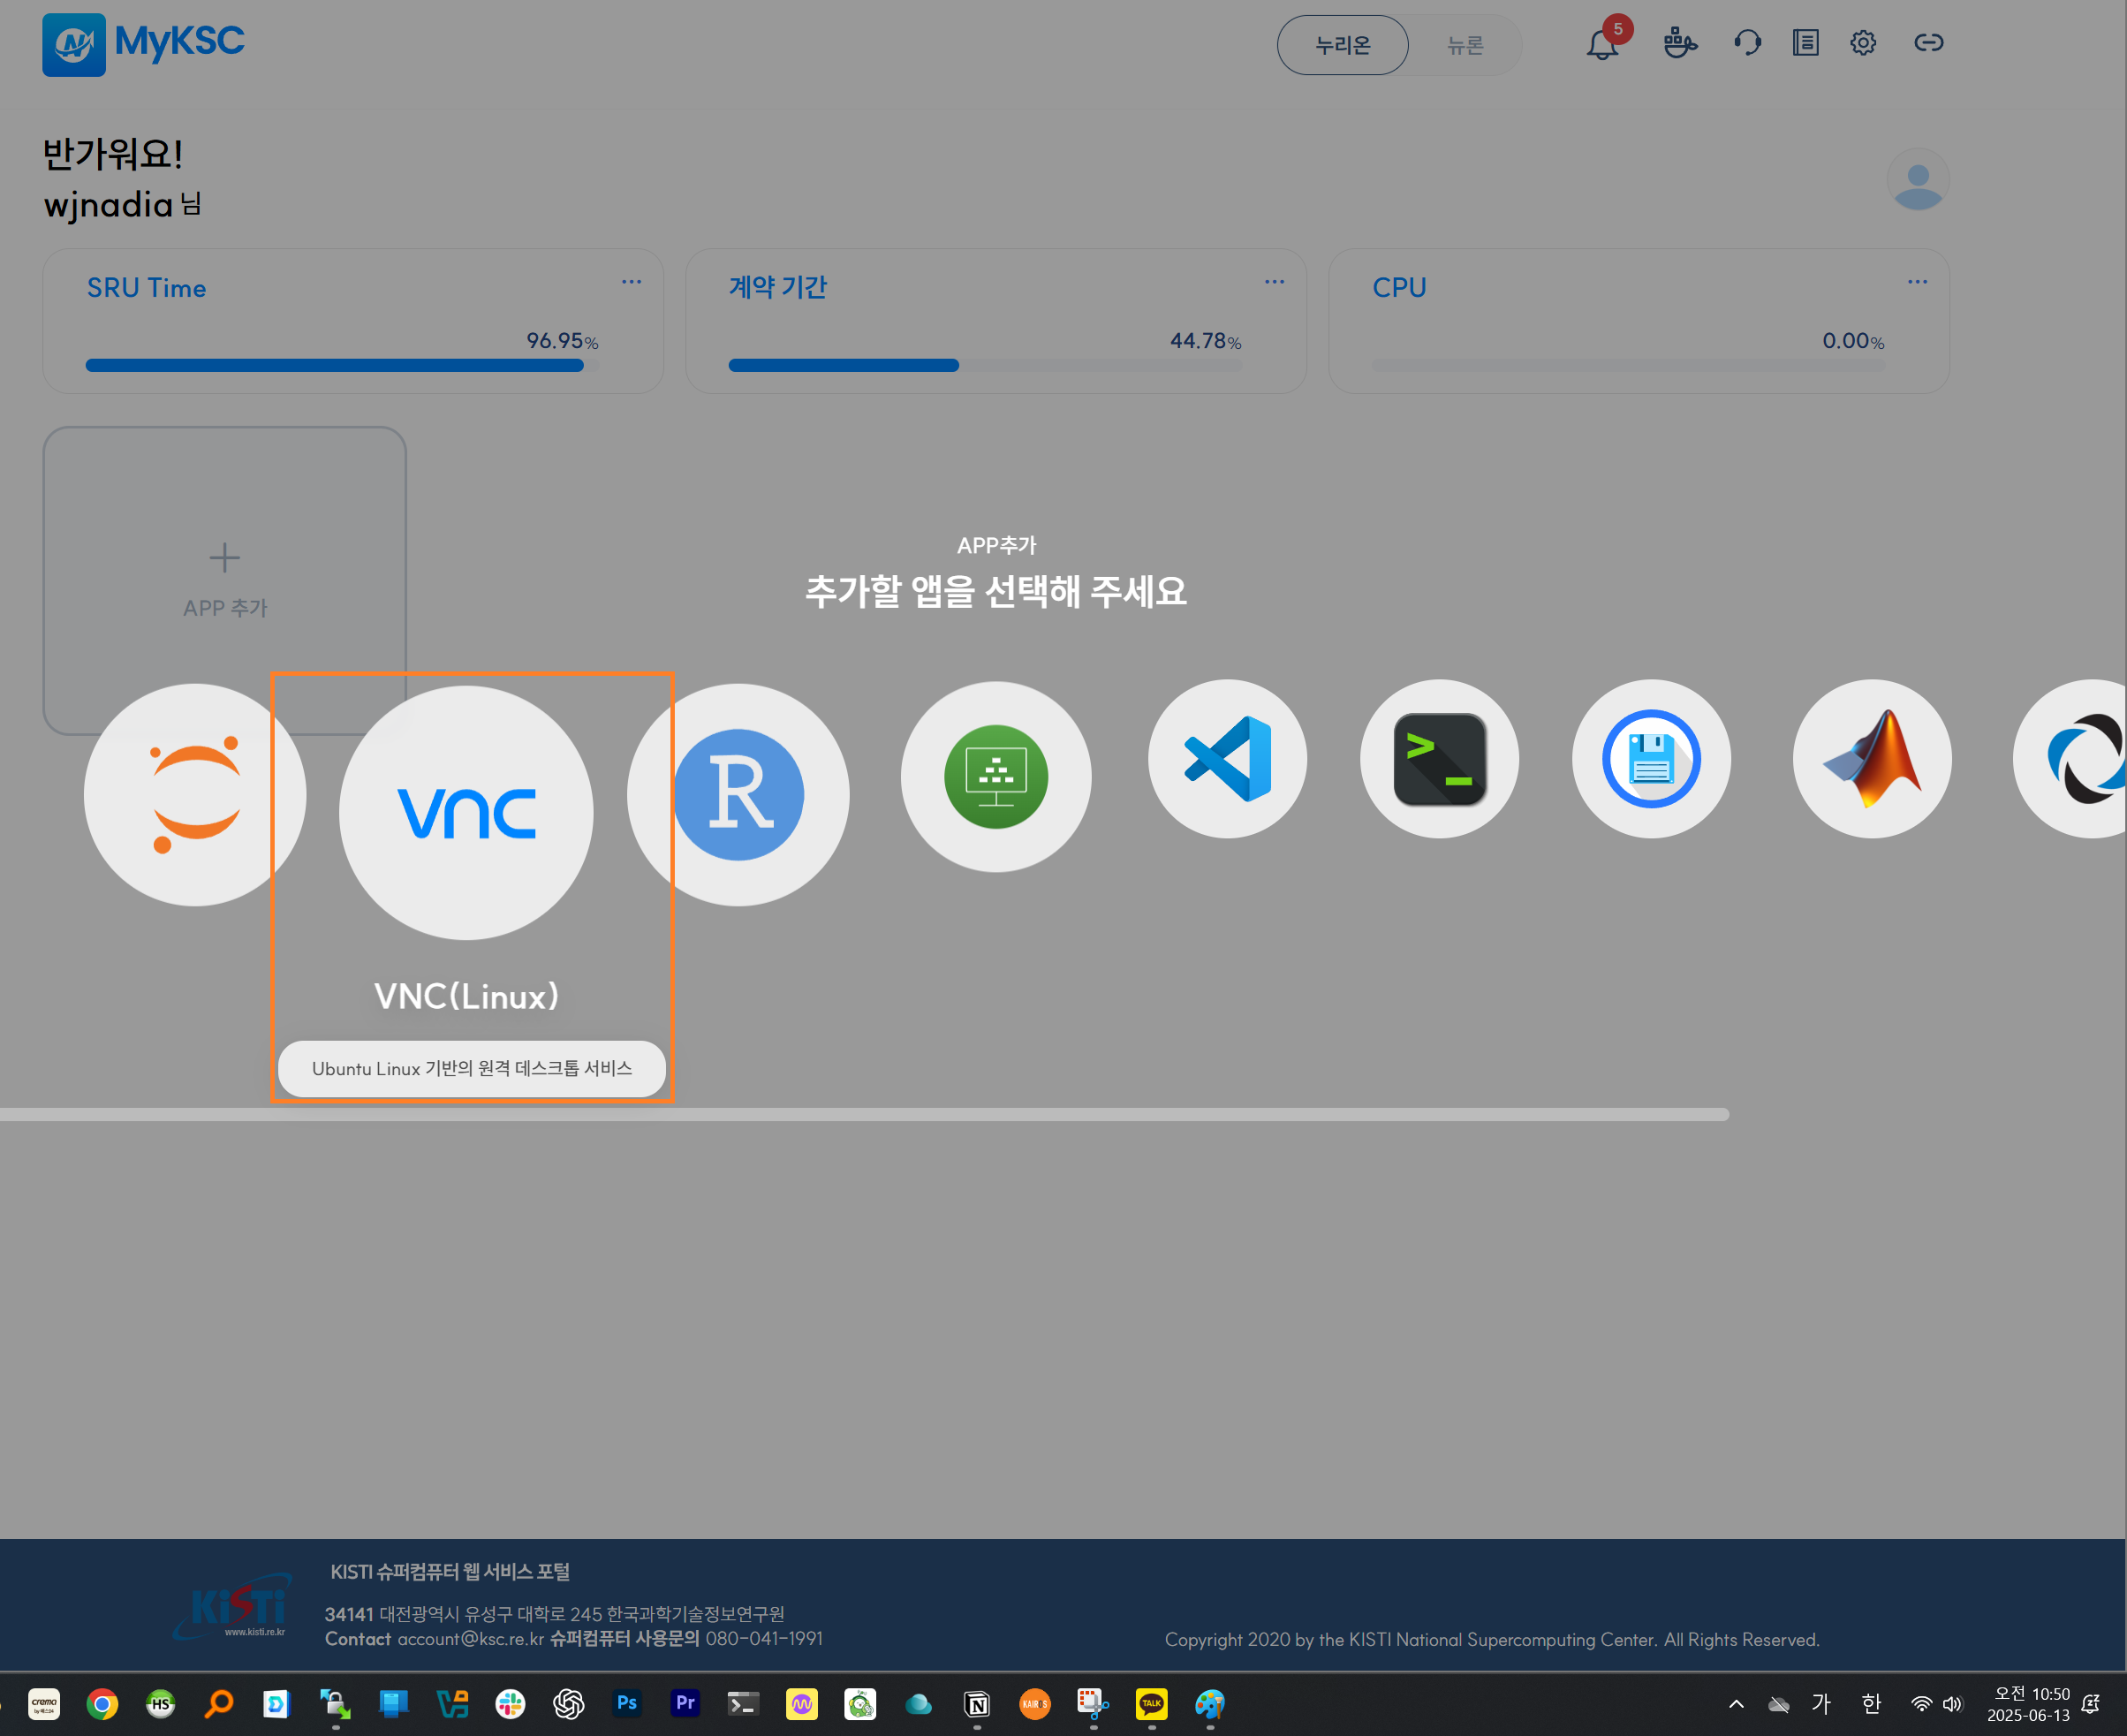 MyKSC
누리온
뉴론
5
반가워요!
wjnadia 님
SRU Time
...
96.95%
계약 기간
...
44.78%
CPU
...
0.00%
+
APP 추가
APP추가
추가할 앱을 선택해 주세요
vnc
R
>_
VNC(Linux)
Ubuntu Linux 기반의 원격 데스크톱 서비스
KiSTi
www.kisti.re.kr
KISTI 슈퍼컴퓨터 웹 서비스 포털
34141 대전광역시 유성구 대학로 245 한국과학기술정보연구원
Contact account@ksc.re.kr 슈퍼컴퓨터 사용문의 080-041-1991
Copyright 2020 by the KISTI National Supercomputing Center. All Rights Reserved.
crema
HS
Ps
Pr
>_
N
KAIROS
TALK
가
한
오전 10:50
2025-06-13